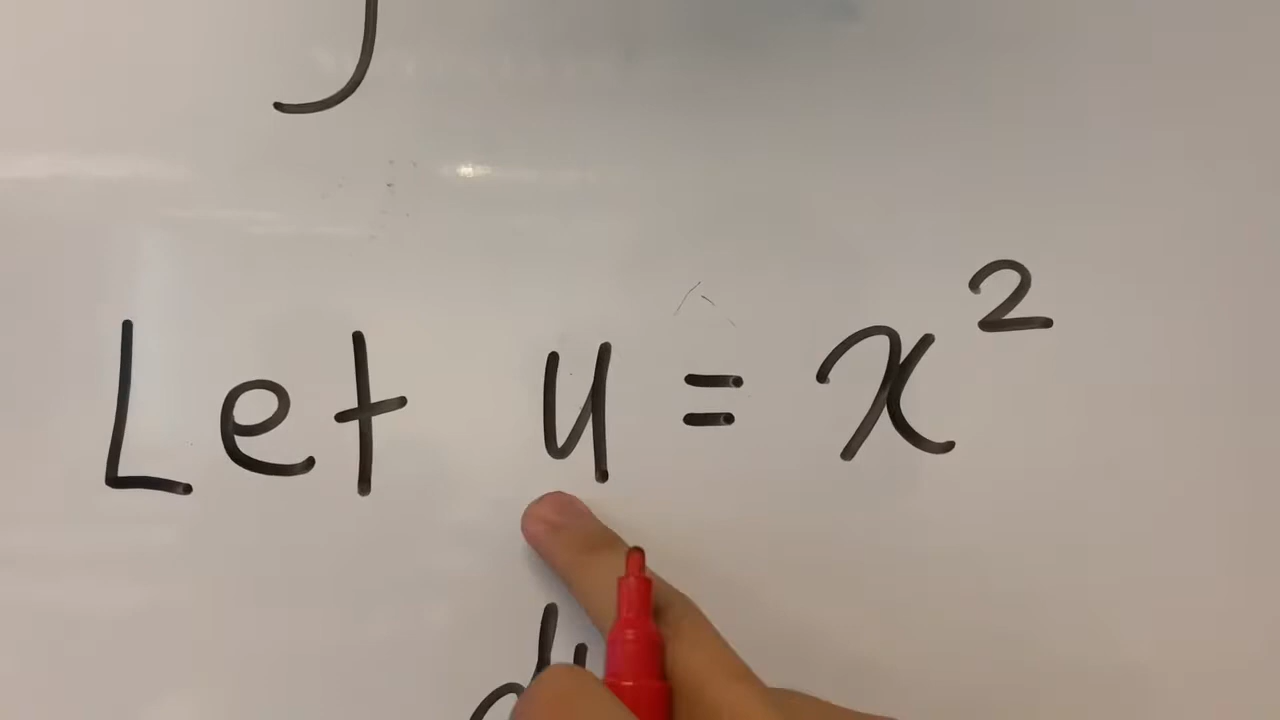 Let u = x²